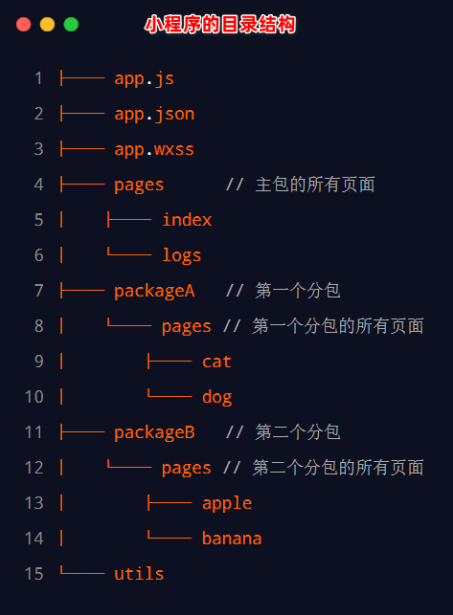 小程序的目录结构
1 ├── app.js
2 ├── app.json
3 ├── app.wxss
4 ├── pages // 主包的所有页面
5 │ ├── index
6 │ └── logs
7 ├── packageA // 第一个分包
8 │ └── pages // 第一个分包的所有页面
9 │ ├── cat
10 │ └── dog
11 ├── packageB // 第二个分包
12 │ └── pages // 第二个分包的所有页面
13 │ ├── apple
14 │ └── banana
15 └── utils